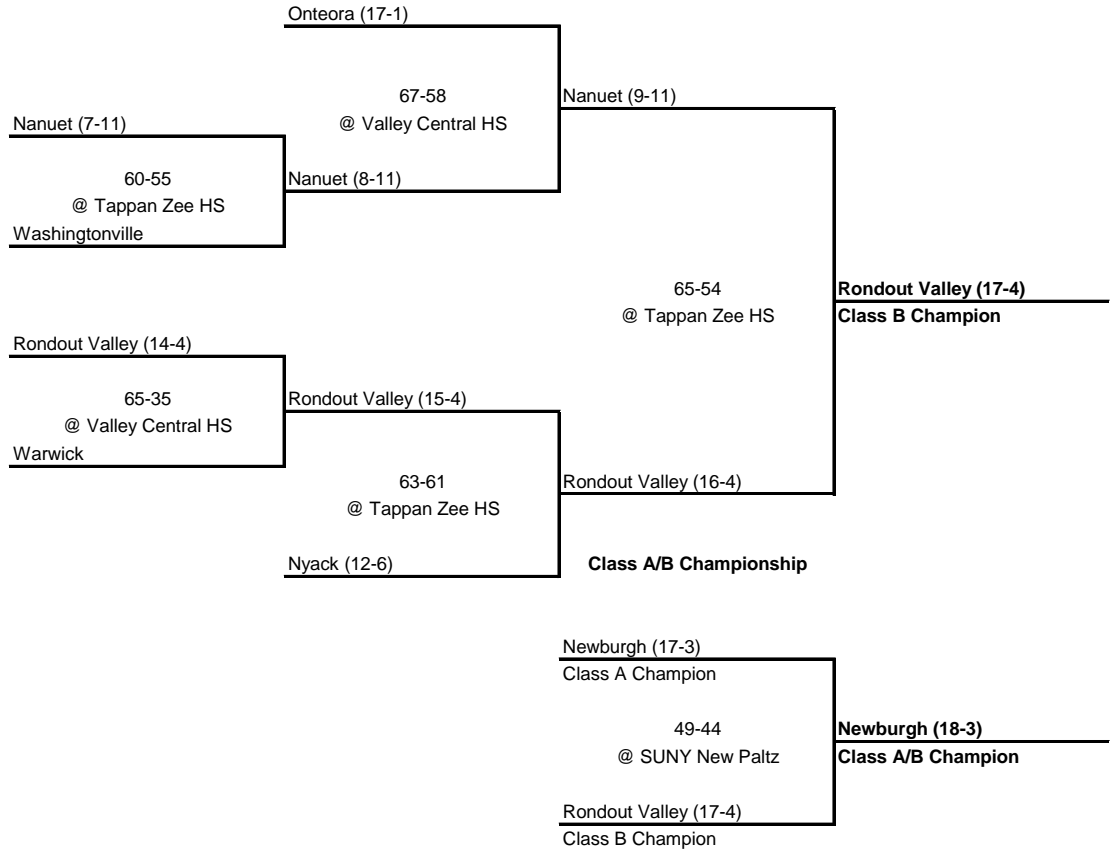 Onteora (17-1)
67-58
@ Valley Central HS
Nanuet (9-11)
Nanuet (7-11)
60-55
@ Tappan Zee HS
Nanuet (8-11)
Washingtonville
65-54
@ Tappan Zee HS
Rondout Valley (17-4)
Class B Champion
Rondout Valley (14-4)
65-35
@ Valley Central HS
Rondout Valley (15-4)
Warwick
63-61
@ Tappan Zee HS
Rondout Valley (16-4)
Nyack (12-6)
Class A/B Championship
Newburgh (17-3)
Class A Champion
49-44
@ SUNY New Paltz
Newburgh (18-3)
Class A/B Champion
Rondout Valley (17-4)
Class B Champion